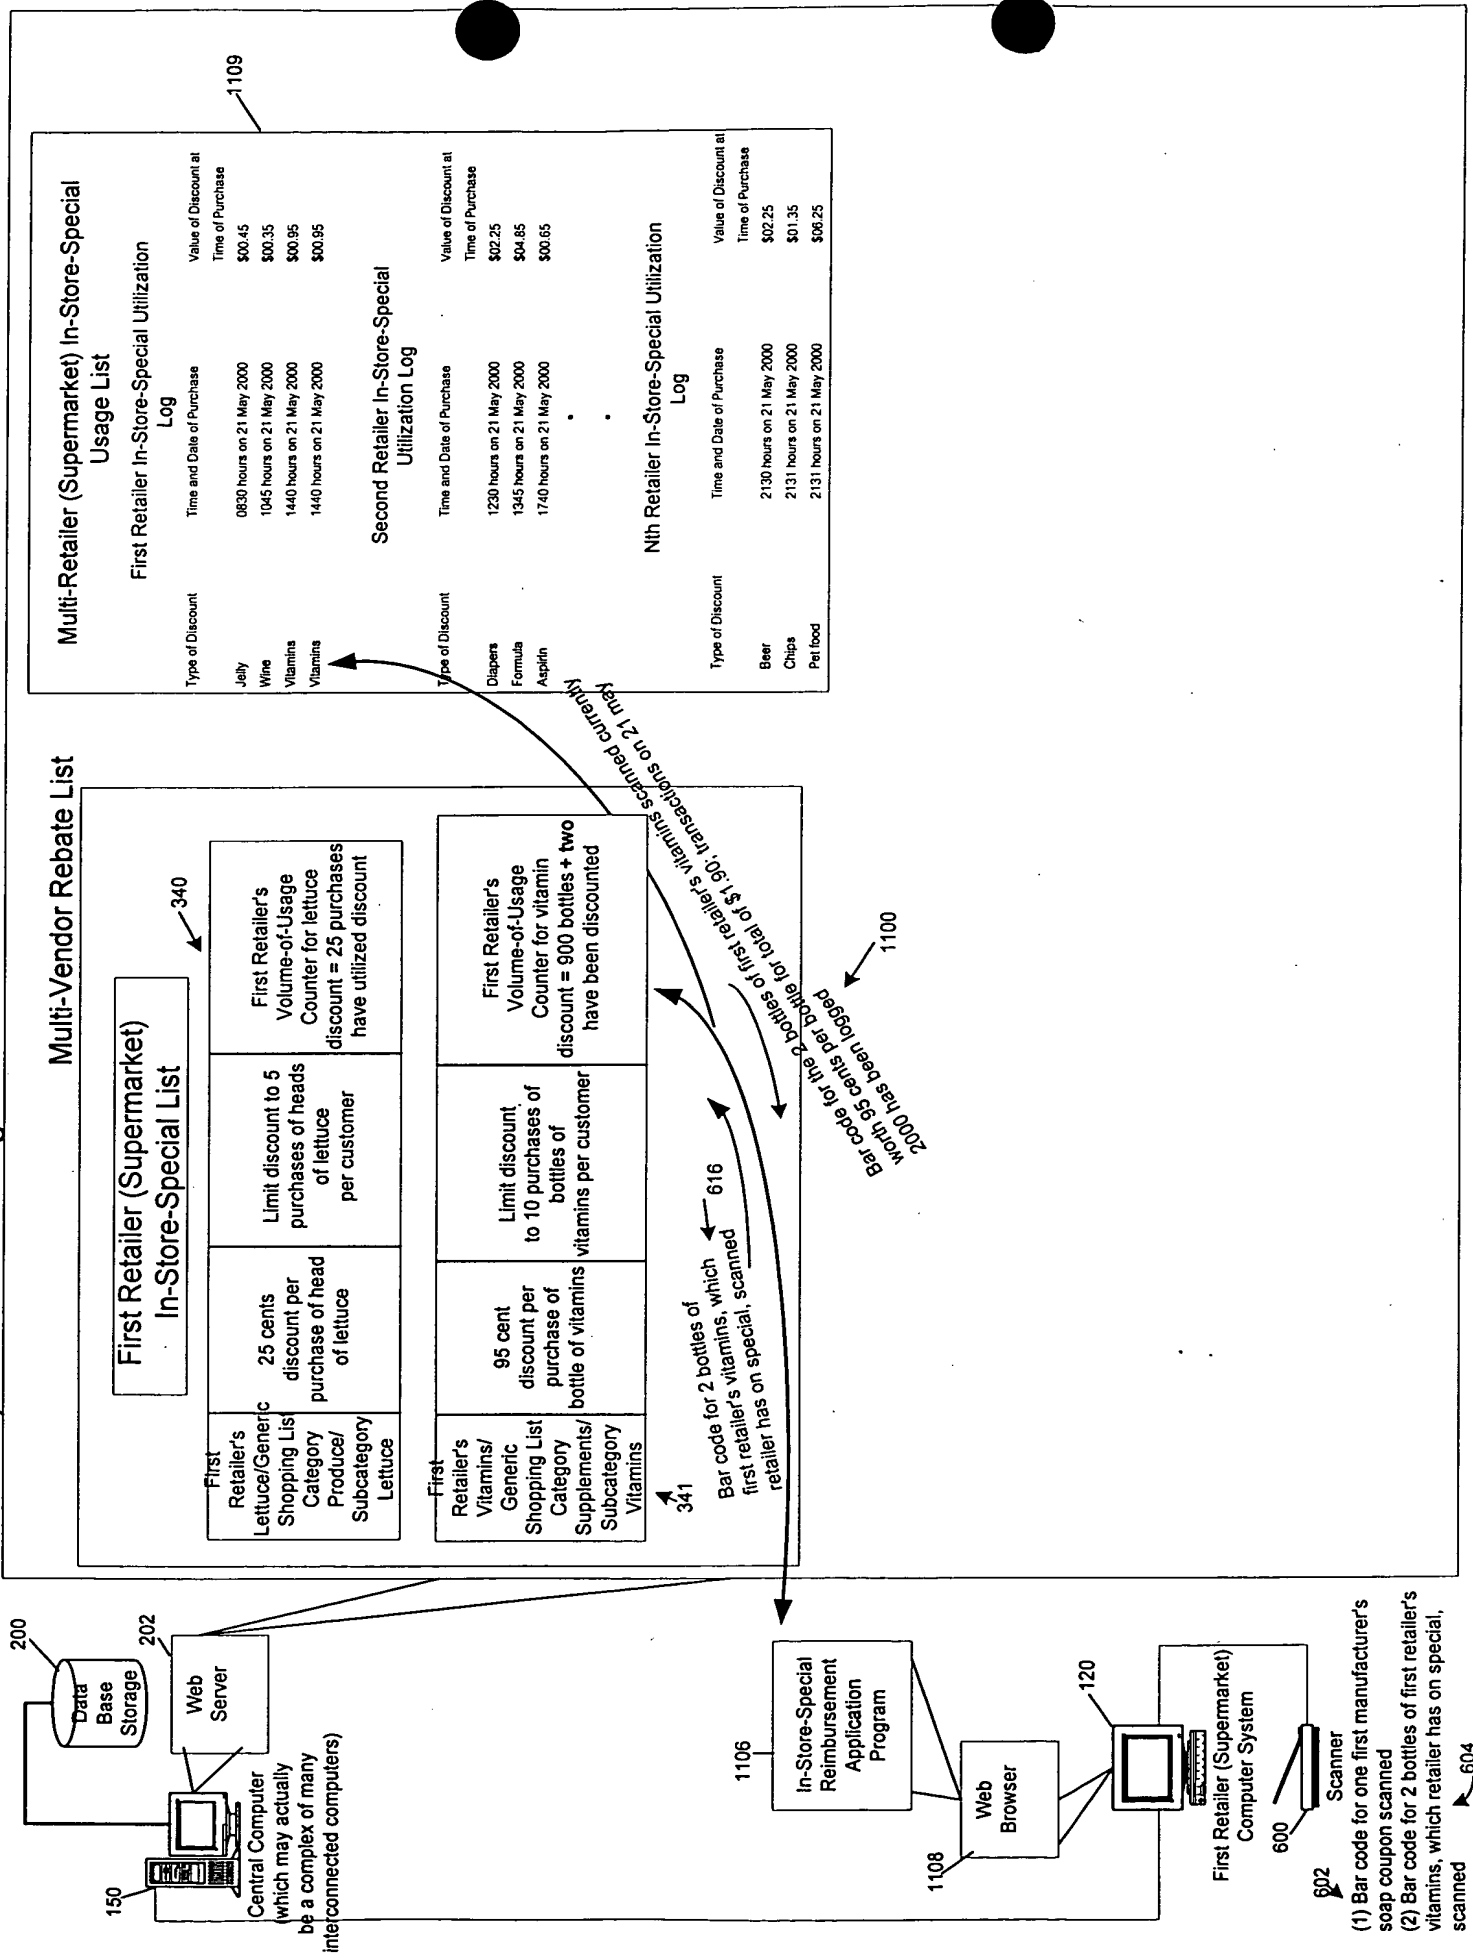 Multi-Vendor Rebate List
First Retailer (Supermarket)
In-Store-Special List
340
First
Retailer's
Lettuce/Generic
Shopping List
Category
Produce/
Subcategory
Lettuce
25 cents
discount per
purchase of head
of lettuce
Limit discount to 5
purchases of heads
of lettuce
per customer
First Retailer's
Volume-of-Usage
Counter for lettuce
discount = 25 purchases
have utilized discount
First
Retailer's
Vitamins/
Generic
Shopping List
Category
Supplements/
Subcategory
Vitamins
95 cent
discount per
purchase of
bottle of vitamins
Limit discount
to 10 purchases of
bottles of
vitamins per customer
First Retailer's
Volume-of-Usage
Counter for vitamin
discount = 900 bottles + two
have been discounted
341
Bar code for 2 bottles of
first retailer's vitamins, which
retailer has on special, scanned
616
Bar code for the 2 bottles of first retailer's vitamins scanned currently
worth 95 cents per bottle for total of $1.90; transactions on 21 may
2000 has been logged
1100
1109
Multi-Retailer (Supermarket) In-Store-Special
Usage List
First Retailer In-Store-Special Utilization
Log
Type of Discount Time and Date of Purchase Value of Discount at
Time of Purchase
Jelly 0830 hours on 21 May 2000 $00.45
Wine 1045 hours on 21 May 2000 $00.35
Vitamins 1440 hours on 21 May 2000 $00.95
Vitamins 1440 hours on 21 May 2000 $00.95
Second Retailer In-Store-Special
Utilization Log
Type of Discount Time and Date of Purchase Value of Discount at
Time of Purchase
Diapers 1230 hours on 21 May 2000 $02.25
Formula 1345 hours on 21 May 2000 $04.85
Aspirin 1740 hours on 21 May 2000 $00.65
Nth Retailer In-Store-Special Utilization
Log
Type of Discount Time and Date of Purchase Value of Discount at
Time of Purchase
Beer 2130 hours on 21 May 2000 $02.25
Chips 2131 hours on 21 May 2000 $01.35
Pet food 2131 hours on 21 May 2000 $06.25
200
Data
Base
Storage
202
Web
Server
150
Central Computer
(which may actually
be a complex of many
interconnected computers)
1106
In-Store-Special
Reimbursement
Application
Program
1108
Web
Browser
120
First Retailer (Supermarket)
Computer System
600
Scanner
602
(1) Bar code for one first manufacturer's
soap coupon scanned
(2) Bar code for 2 bottles of first retailer's
vitamins, which retailer has on special,
scanned
604